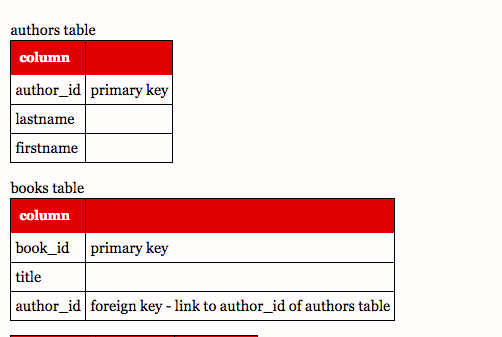 authors table
column
author_id primary key
lastname
firstname
books table
column
book_id primary key
title
author_id foreign key - link to author_id of authors table